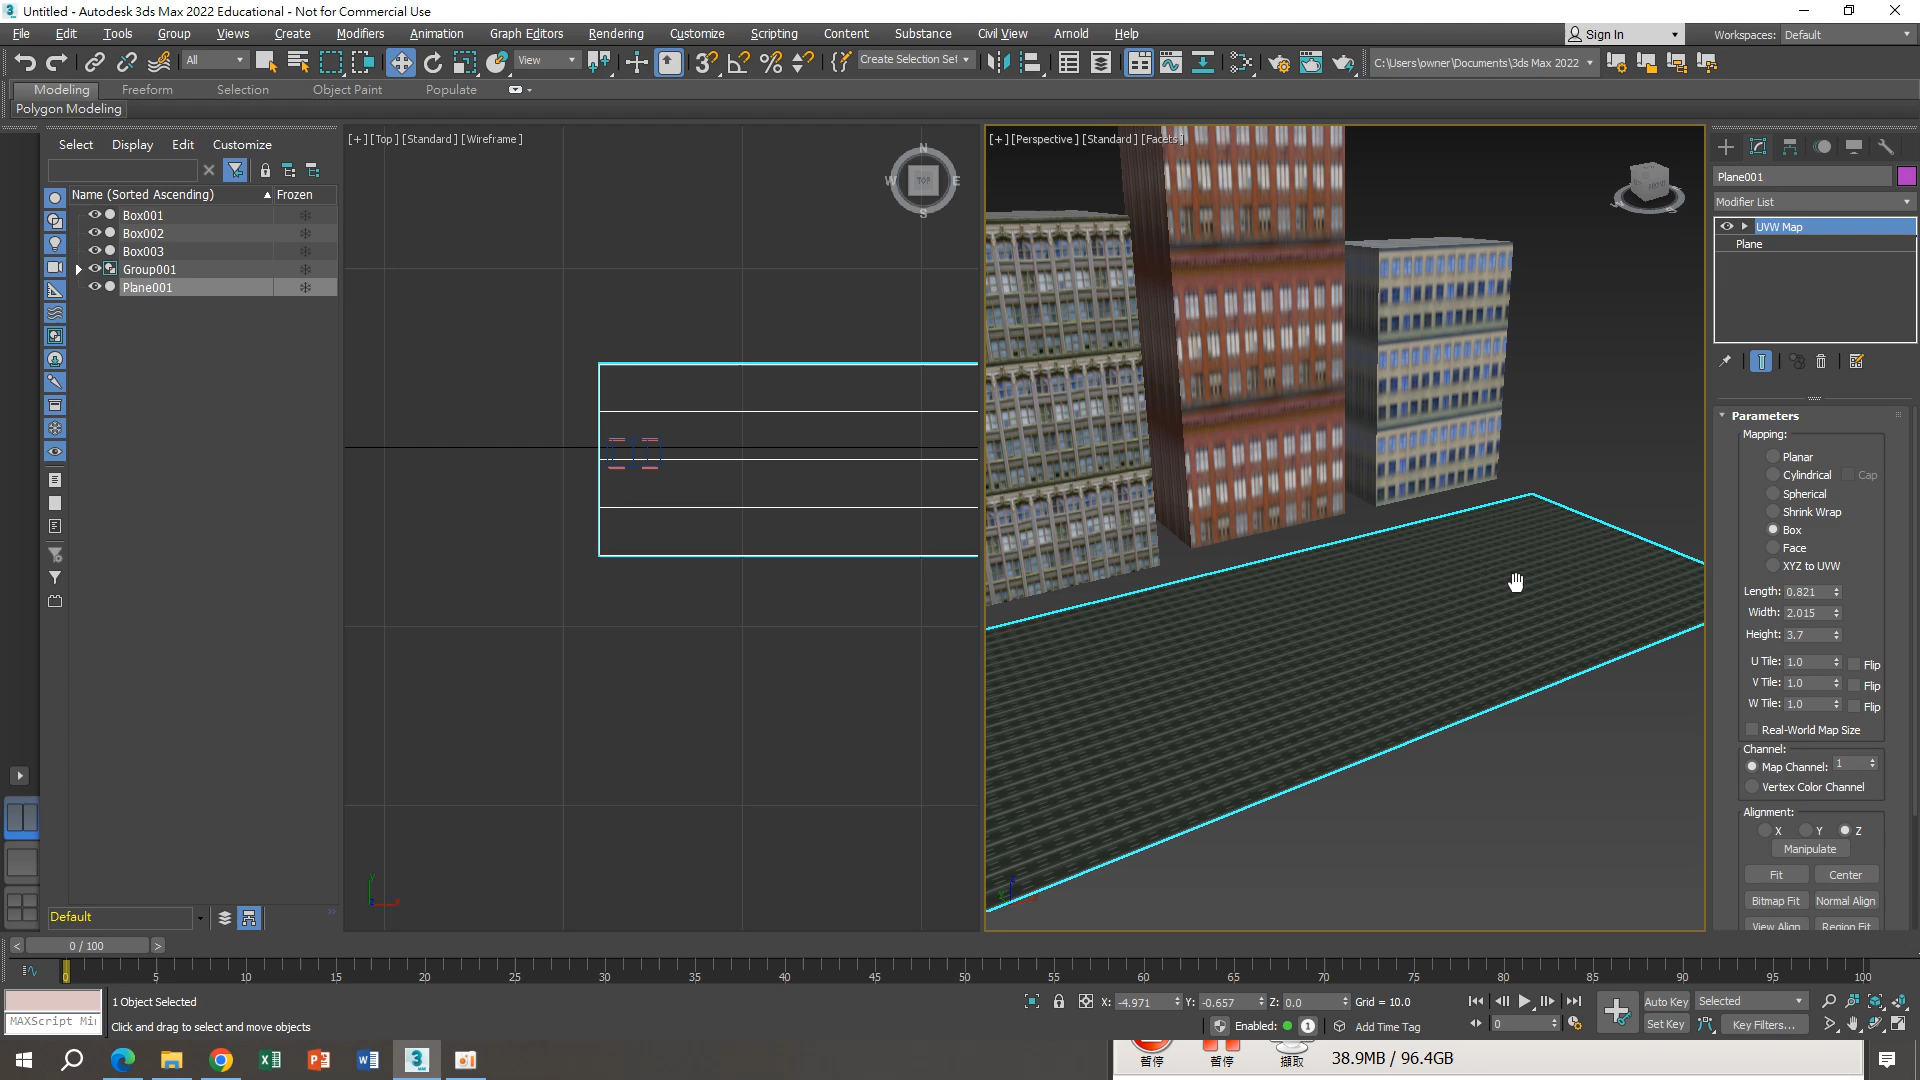 Untitled - Autodesk 3ds Max 2022 Educational - Not for Commercial Use
File Edit Tools Group Views Create Modifiers Animation Graph Editors Rendering Customize Scripting Content Substance Civil View Arnold Help Sign In Workspaces: Default
All View Create Selection Set C:\Users\owner\Documents\3ds Max 2022
Modeling Freeform Selection Object Paint Populate
Polygon Modeling
Select Display Edit Customize
Name (Sorted Ascending) Frozen
Box001
Box002
Box003
Group001
Plane001
Default
[+][Top][Standard][Wireframe]
N
W TOP E
S
[+][Perspective][Standard][Facets]
Plane001
Modifier List
UVW Map
Plane
Parameters
Mapping:
Planar
Cylindrical Cap
Spherical
Shrink Wrap
Box
Face
XYZ to UVW
Length: 0.821
Width: 2.015
Height: 3.7
U Tile: 1.0 Flip
V Tile: 1.0 Flip
W Tile: 1.0 Flip
Real-World Map Size
Channel:
Map Channel: 1
Vertex Color Channel
Alignment:
X Y Z
Manipulate
Fit Center
Bitmap Fit Normal Align
View Align Region Fit
< 0 / 100 >
0 5 10 15 20 25 30 35 40 45 50 55 60 65 70 75 80 85 90 95 100
1 Object Selected X: -4.971 Y: -0.657 Z: 0.0 Grid = 10.0 Auto Key Selected
MAXScript Mi Click and drag to select and move objects Enabled: 1 Add Time Tag 0 Set Key Key Filters...
暫停 暫停 擷取 38.9MB / 96.4GB